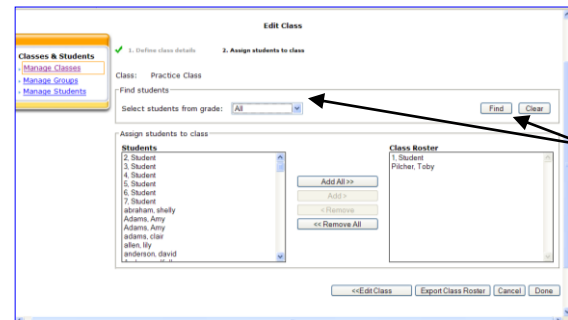 Edit Class
Classes & Students
Manage Classes
Manage Groups
Manage Students
1. Define class details
2. Assign students to class
Class: Practice Class
Find students
Select students from grade: All
Find
Clear
Assign students to class
Students
2, Student
3, Student
4, Student
5, Student
6, Student
7, Student
abraham, shelly
Adams, Amy
Adams, Amy
adams, clair
allen, lily
anderson, david
Add All >>
Add >
< Remove
<< Remove All
Class Roster
1, Student
Pilcher, Toby
<<Edit Class
Export Class Roster
Cancel
Done